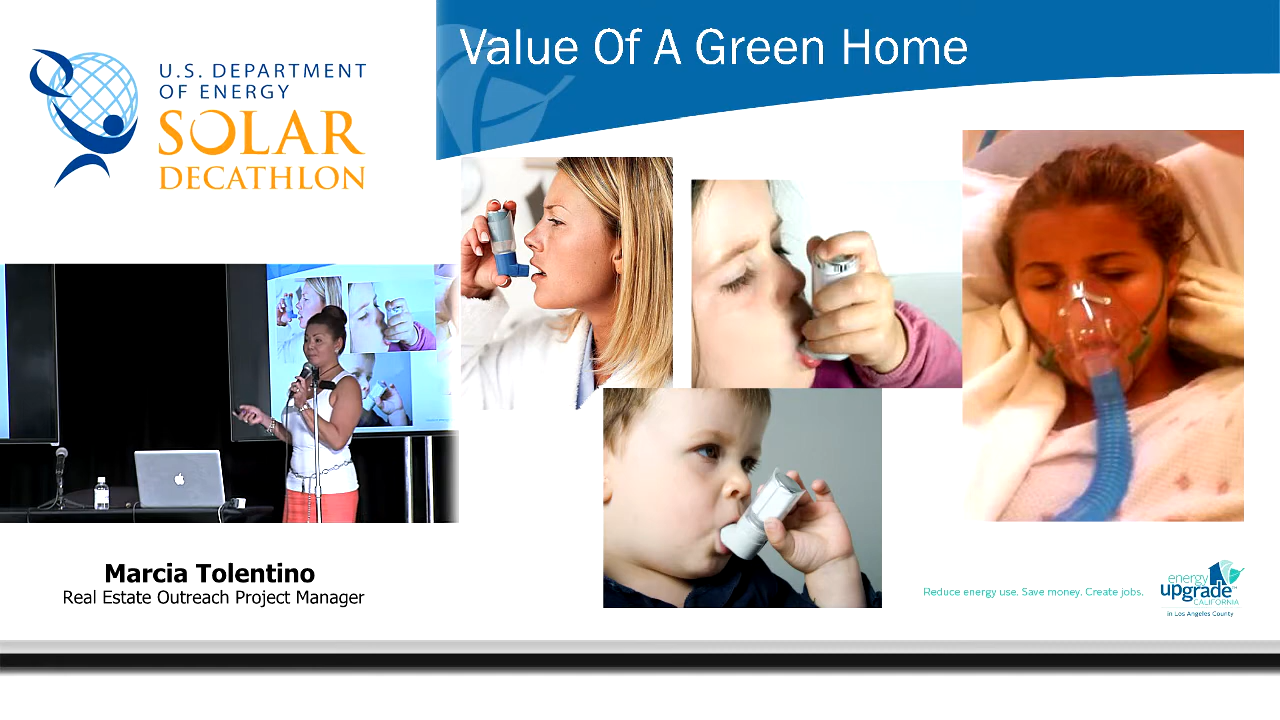 U.S. DEPARTMENT
OF ENERGY
SOLAR
DECATHLON
Value Of A Green Home
Marcia Tolentino
Real Estate Outreach Project Manager
Reduce energy use. Save money. Create jobs.
energy
upgrade™
CALIFORNIA
in Los Angeles County